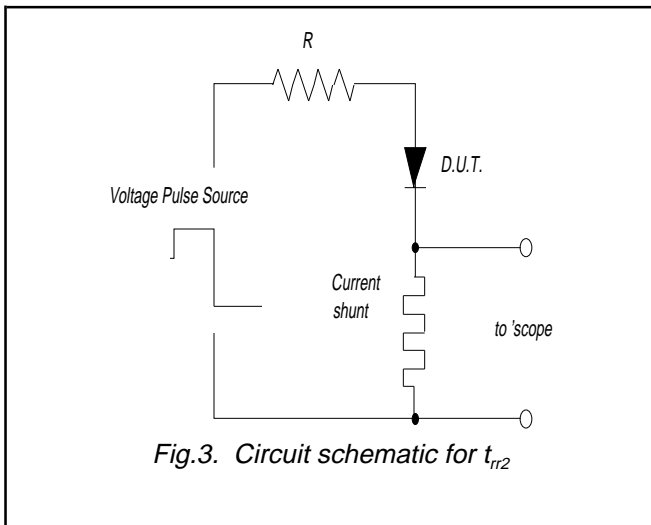 R
D.U.T.
Voltage Pulse Source
Current
shunt
to 'scope
Fig.3. Circuit schematic for trr2